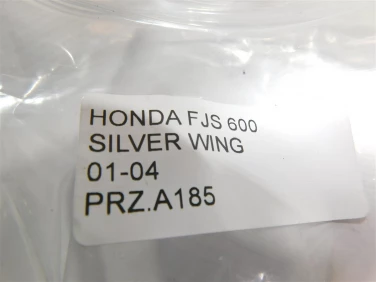 HONDA FJS 600
SILVER WING
01-04
PRZ.A185